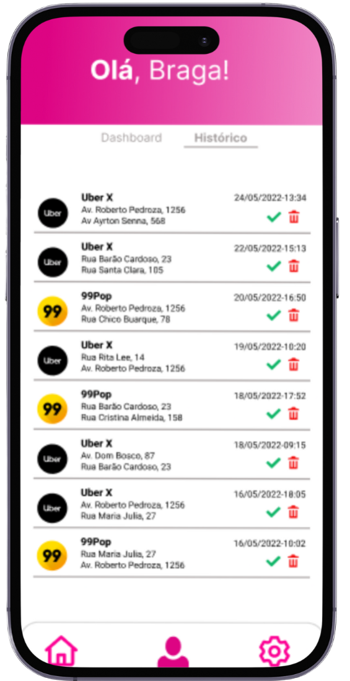 Olá, Braga!
Dashboard Histórico
Uber
Uber X
24/05/2022-13:34
Av. Roberto Pedroza, 1256
Av Ayrton Senna, 568
Uber
Uber X
22/05/2022-15:13
Rua Barão Cardoso, 23
Rua Santa Clara, 105
99
99Pop
20/05/2022-16:50
Av. Roberto Pedroza, 1256
Rua Chico Buarque, 78
Uber
Uber X
19/05/2022-10:20
Rua Rita Lee, 14
Av. Roberto Pedroza, 1256
99
99Pop
18/05/2022-17:52
Rua Barão Cardoso, 23
Rua Cristina Almeida, 158
Uber
Uber X
18/05/2022-09:15
Av. Dom Bosco, 87
Rua Barão Cardoso, 23
Uber
Uber X
16/05/2022-18:05
Av. Roberto Pedroza, 1256
Rua Maria Julia, 27
99
99Pop
16/05/2022-10:02
Rua Maria Julia, 27
Av. Roberto Pedroza, 1256